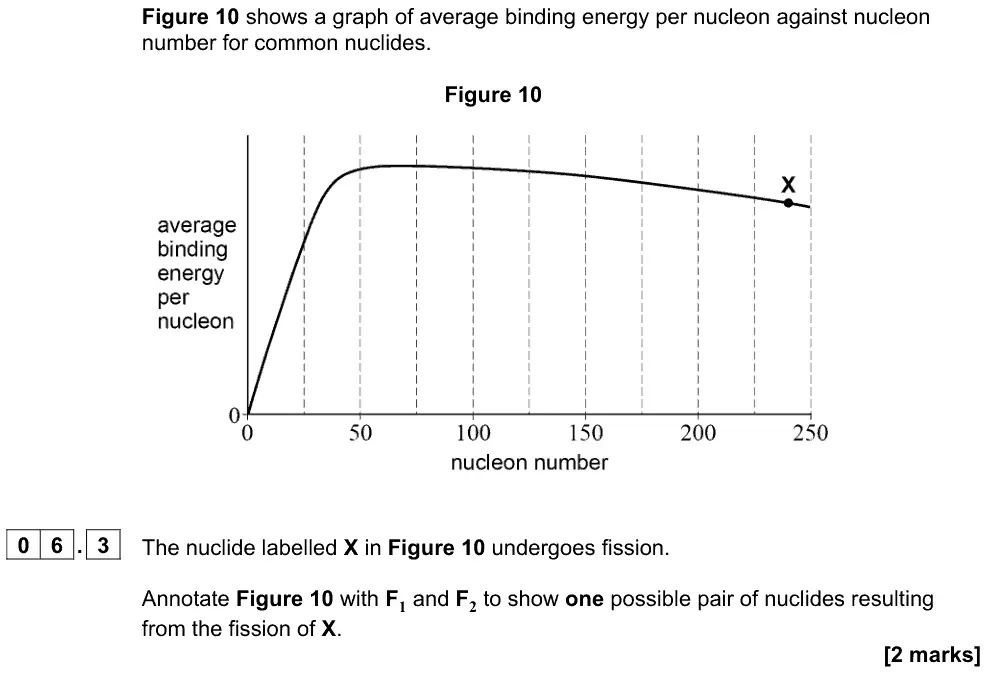 Figure 10 shows a graph of average binding energy per nucleon against nucleon
number for common nuclides.
Figure 10
X
average
binding
energy
per
nucleon
0
0 50 100 150 200 250
nucleon number
0 6 . 3 The nuclide labelled X in Figure 10 undergoes fission.
Annotate Figure 10 with F₁ and F₂ to show one possible pair of nuclides resulting
from the fission of X.
[2 marks]